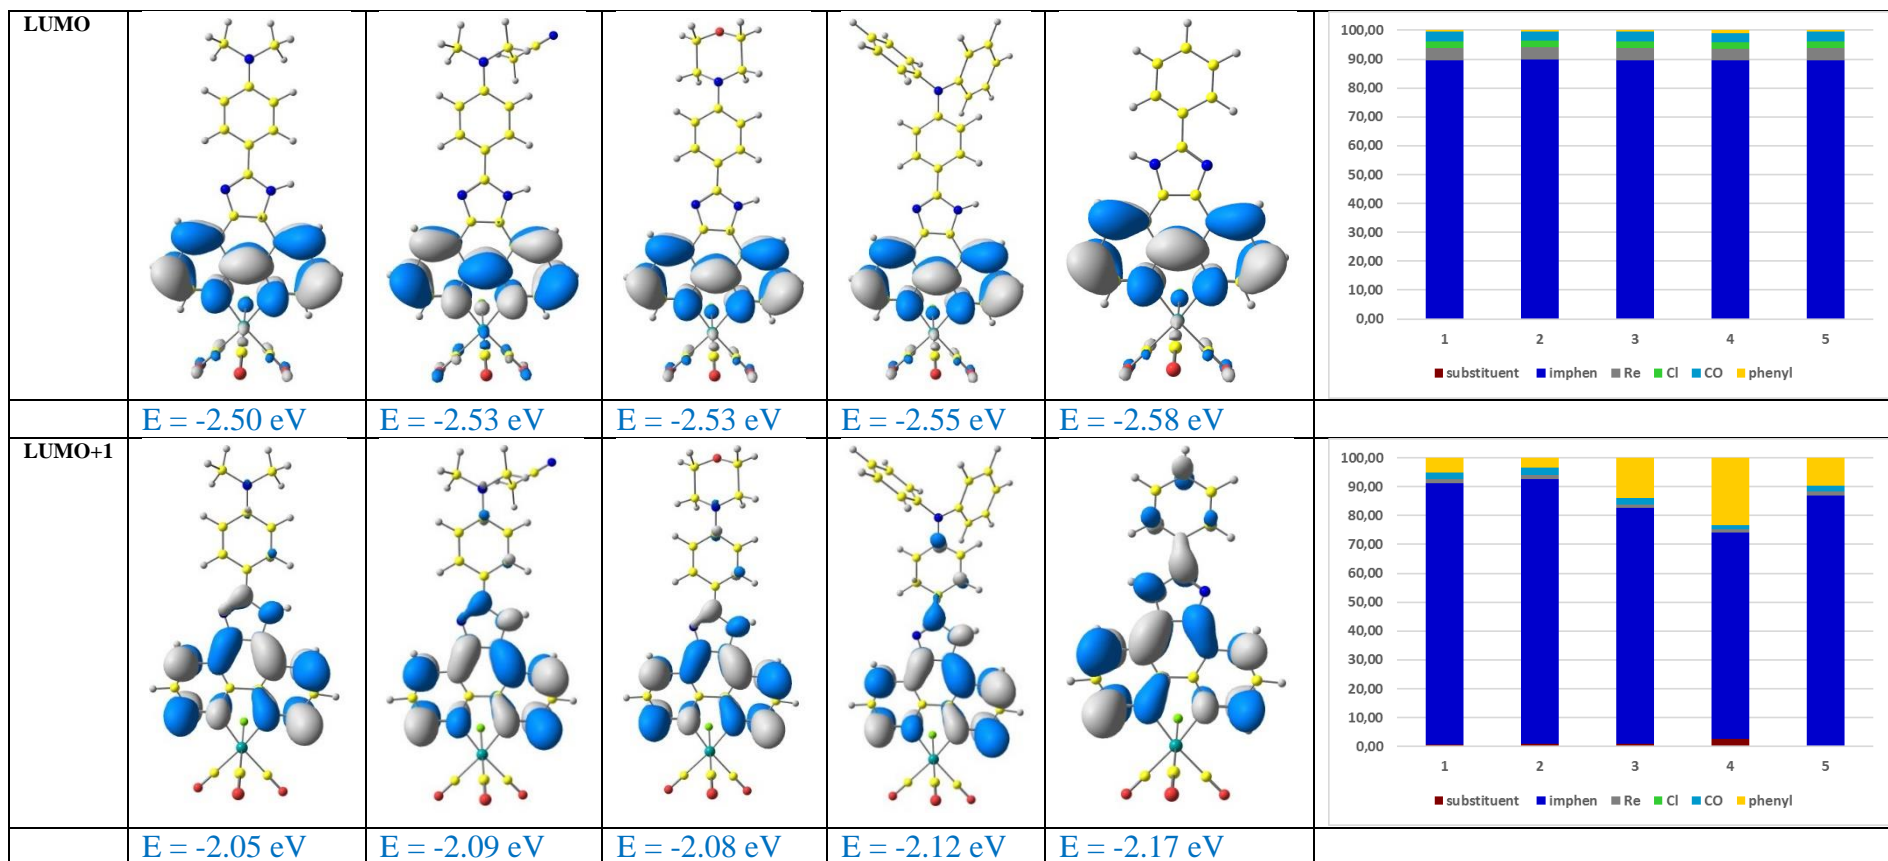 LUMO
100,00
90,00
80,00
70,00
60,00
50,00
40,00
30,00
20,00
10,00
0,00
1 2 3 4 5
substituent imphen Re Cl CO phenyl
E = -2.50 eV E = -2.53 eV E = -2.53 eV E = -2.55 eV E = -2.58 eV
LUMO+1
100,00
90,00
80,00
70,00
60,00
50,00
40,00
30,00
20,00
10,00
0,00
1 2 3 4 5
substituent imphen Re Cl CO phenyl
E = -2.05 eV E = -2.09 eV E = -2.08 eV E = -2.12 eV E = -2.17 eV